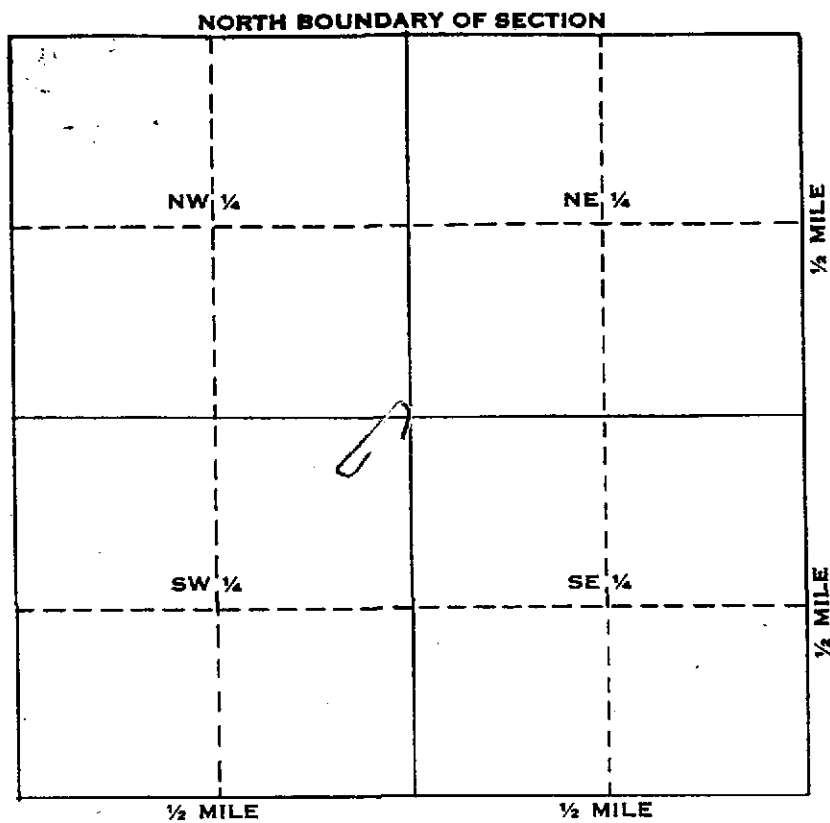 NORTH BOUNDARY OF SECTION
NW ¼
NE ¼
½ MILE
SW ¼
SE ¼
½ MILE
½ MILE
½ MILE